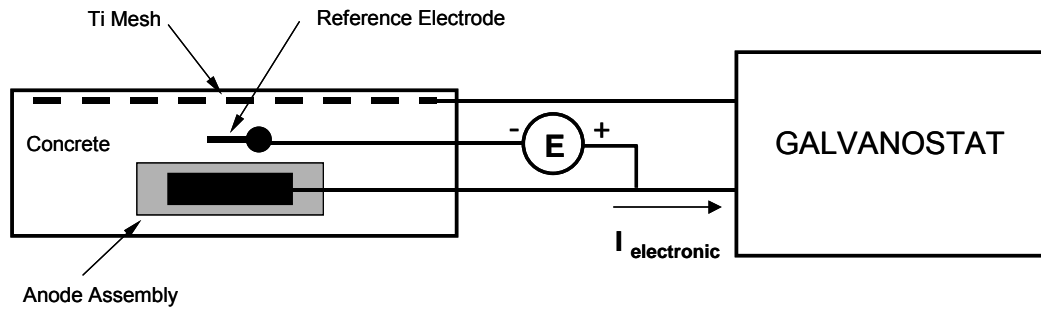 Ti Mesh
Reference Electrode
Concrete
- E +
GALVANOSTAT
I electronic
Anode Assembly